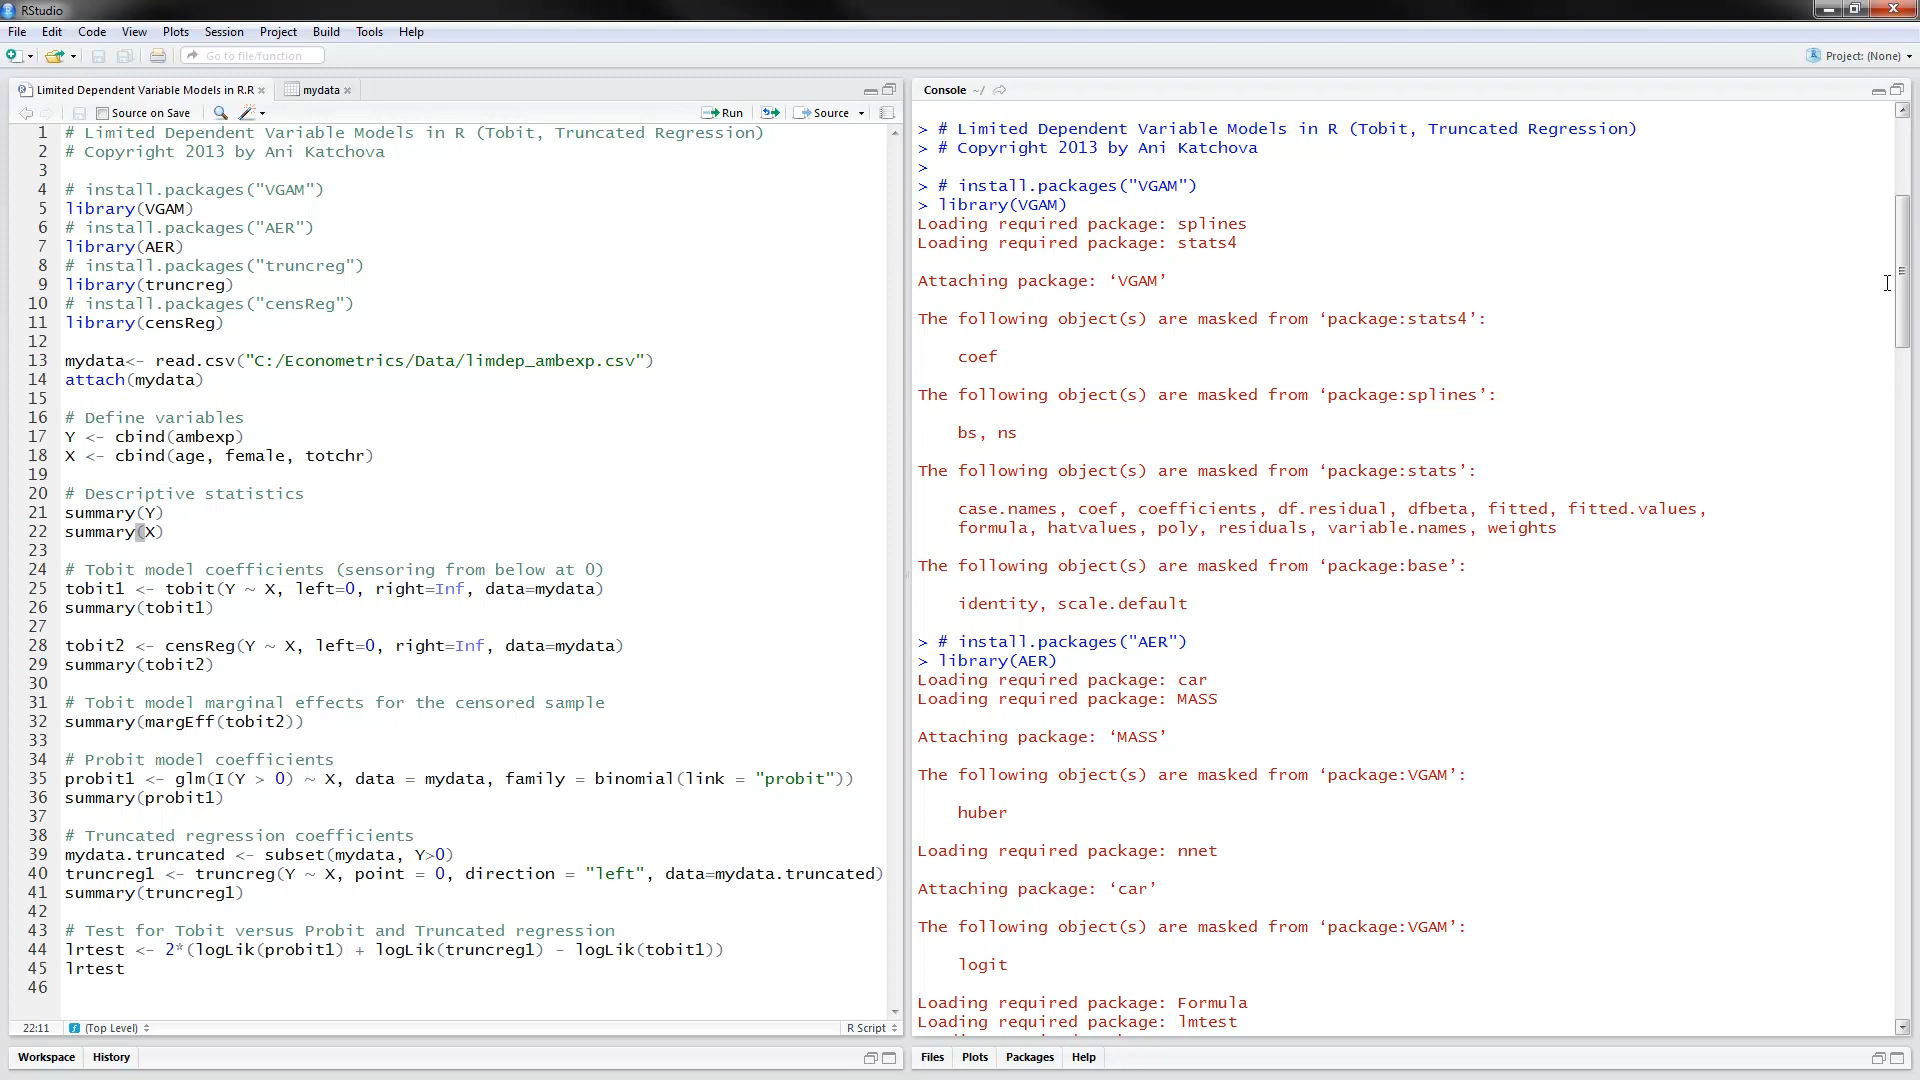 RStudio
File Edit Code View Plots Session Project Build Tools Help
Go to file/function
Project: (None)
Limited Dependent Variable Models in R.R
mydata
Source on Save
Run
Source
1 # Limited Dependent Variable Models in R (Tobit, Truncated Regression)
2 # Copyright 2013 by Ani Katchova
3
4 # install.packages("VGAM")
5 library(VGAM)
6 # install.packages("AER")
7 library(AER)
8 # install.packages("truncreg")
9 library(truncreg)
10 # install.packages("censReg")
11 library(censReg)
12
13 mydata<- read.csv("C:/Econometrics/Data/limdep_ambexp.csv")
14 attach(mydata)
15
16 # Define variables
17 Y <- cbind(ambexp)
18 X <- cbind(age, female, totchr)
19
20 # Descriptive statistics
21 summary(Y)
22 summary(X)
23
24 # Tobit model coefficients (sensoring from below at 0)
25 tobit1 <- tobit(Y ~ X, left=0, right=Inf, data=mydata)
26 summary(tobit1)
27
28 tobit2 <- censReg(Y ~ X, left=0, right=Inf, data=mydata)
29 summary(tobit2)
30
31 # Tobit model marginal effects for the censored sample
32 summary(margEff(tobit2))
33
34 # Probit model coefficients
35 probit1 <- glm(I(Y > 0) ~ X, data = mydata, family = binomial(link = "probit"))
36 summary(probit1)
37
38 # Truncated regression coefficients
39 mydata.truncated <- subset(mydata, Y>0)
40 truncreg1 <- truncreg(Y ~ X, point = 0, direction = "left", data=mydata.truncated)
41 summary(truncreg1)
42
43 # Test for Tobit versus Probit and Truncated regression
44 lrtest <- 2*(logLik(probit1) + logLik(truncreg1) - logLik(tobit1))
45 lrtest
46
22:11 (Top Level) R Script
Workspace History
Console ~/
> # Limited Dependent Variable Models in R (Tobit, Truncated Regression)
> # Copyright 2013 by Ani Katchova
>
> # install.packages("VGAM")
> library(VGAM)
Loading required package: splines
Loading required package: stats4
Attaching package: ‘VGAM’
The following object(s) are masked from ‘package:stats4’:
coef
The following object(s) are masked from ‘package:splines’:
bs, ns
The following object(s) are masked from ‘package:stats’:
case.names, coef, coefficients, df.residual, dfbeta, fitted, fitted.values,
formula, hatvalues, poly, residuals, variable.names, weights
The following object(s) are masked from ‘package:base’:
identity, scale.default
> # install.packages("AER")
> library(AER)
Loading required package: car
Loading required package: MASS
Attaching package: ‘MASS’
The following object(s) are masked from ‘package:VGAM’:
huber
Loading required package: nnet
Attaching package: ‘car’
The following object(s) are masked from ‘package:VGAM’:
logit
Loading required package: Formula
Loading required package: lmtest
Files Plots Packages Help